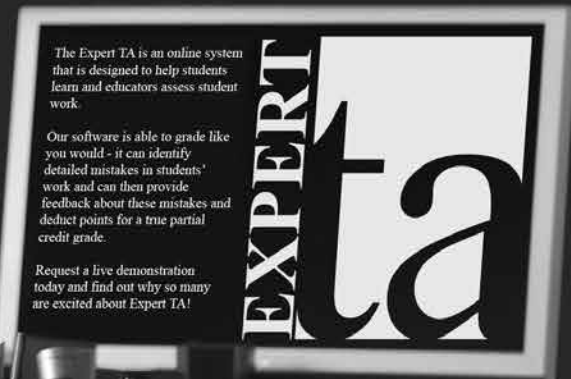 The Expert TA is an online system
that is designed to help students
learn and educators assess student
work.
Our software is able to grade like
you would - it can identify
detailed mistakes in students'
work and can then provide
feedback about these mistakes and
deduct points for a true partial
credit grade.
Request a live demonstration
today and find out why so many
are excited about Expert TA!
EXPERT
ta